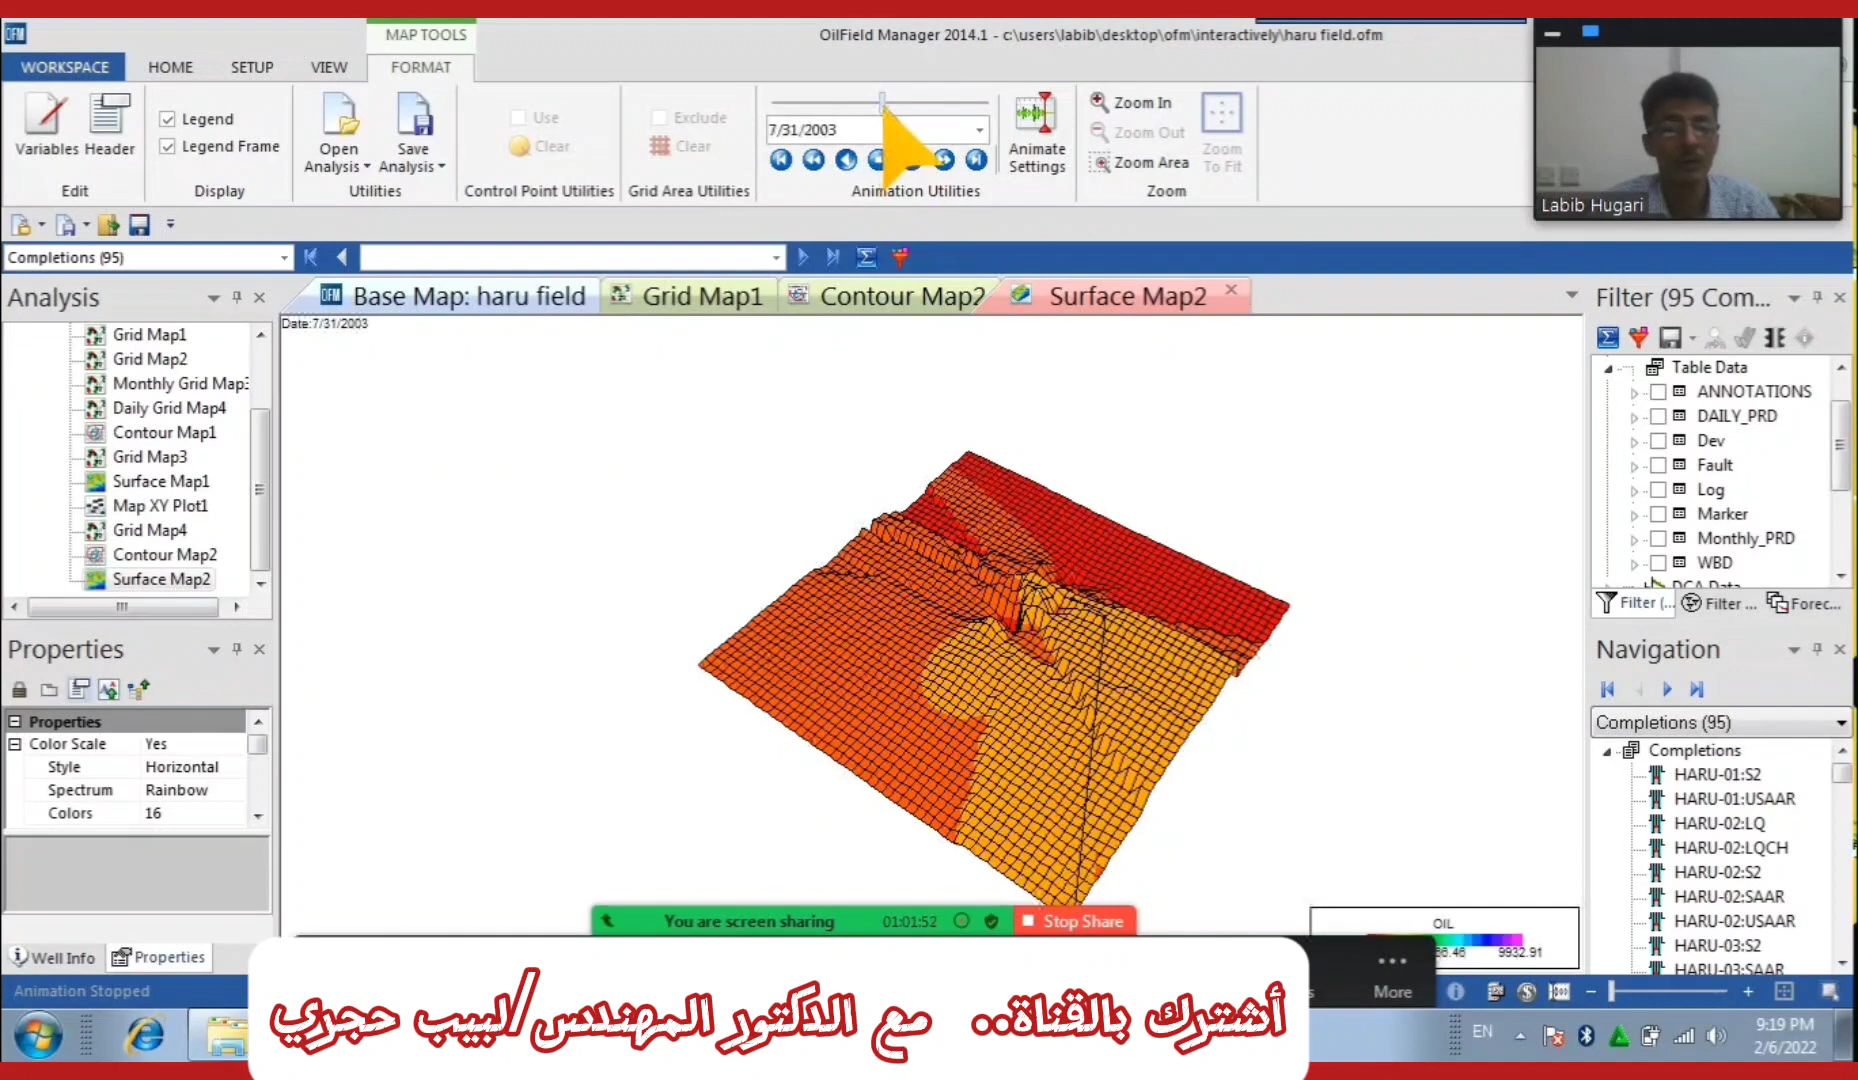 OFM
MAP TOOLS
OilField Manager 2014.1 - c:\users\labib\desktop\ofm\interactively\haru field.ofm
WORKSPACE HOME SETUP VIEW FORMAT
Variables Header
Edit
Legend
Legend Frame
Display
Open Analysis
Save Analysis
Utilities
Use
Clear
Control Point Utilities
Exclude
Clear
Grid Area Utilities
7/31/2003
Animation Utilities
Animate Settings
Zoom In
Zoom Out
Zoom Area
Zoom To Fit
Zoom
Labib Hugari
Completions (95)
Analysis
Grid Map1
Grid Map2
Monthly Grid Map3
Daily Grid Map4
Contour Map1
Grid Map3
Surface Map1
Map XY Plot1
Grid Map4
Contour Map2
Surface Map2
Properties
Properties
Color Scale Yes
Style Horizontal
Spectrum Rainbow
Colors 16
Well Info Properties
Animation Stopped
OFM Base Map: haru field Grid Map1 Contour Map2 Surface Map2
Date:7/31/2003
OIL
9932.91
You are screen sharing 01:01:52 Stop Share
More
Filter (95 Com...
Table Data
ANNOTATIONS
DAILY_PRD
Dev
Fault
Log
Marker
Monthly_PRD
WBD
DCA Data
Filter (... Filter ... Forec...
Navigation
Completions (95)
Completions
HARU-01:S2
HARU-01:USAAR
HARU-02:LQ
HARU-02:LQCH
HARU-02:S2
HARU-02:SAAR
HARU-02:USAAR
HARU-03:S2
HARU-03:SAAR
أشترك بالقناة.. مع الدكتور المهندس/لبيب حجري
EN
9:19 PM
2/6/2022